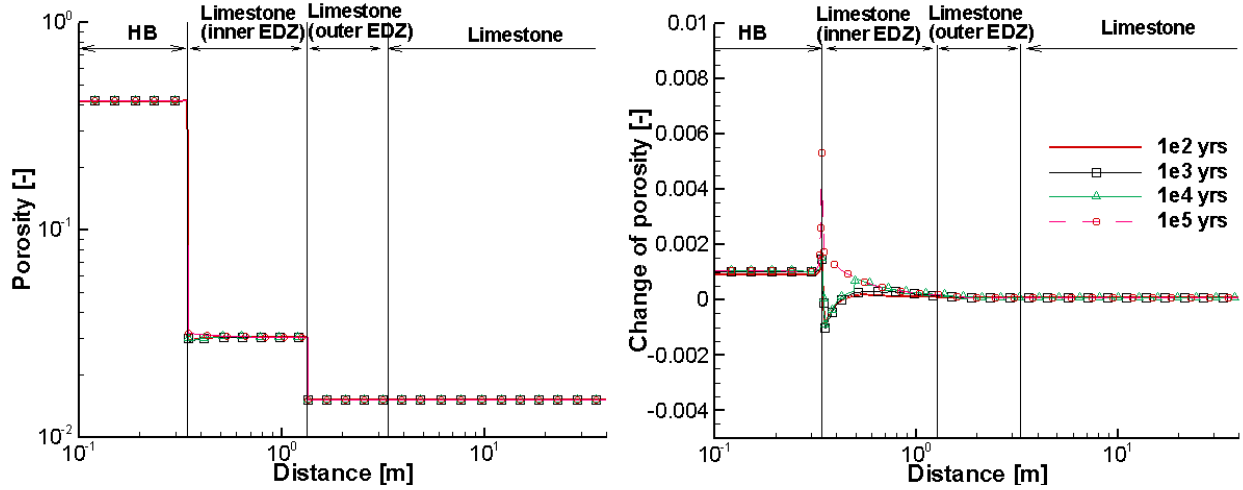 10^0
HB
Limestone
(inner EDZ)
Limestone
(outer EDZ)
Limestone
Porosity [-]
10^-1
10^-2
10^-1
10^0
10^1
Distance [m]
0.01
HB
Limestone
(inner EDZ)
Limestone
(outer EDZ)
Limestone
0.008
0.006
0.004
0.002
0
-0.002
-0.004
Change of porosity [-]
1e2 yrs
1e3 yrs
1e4 yrs
1e5 yrs
10^-1
10^0
10^1
Distance [m]